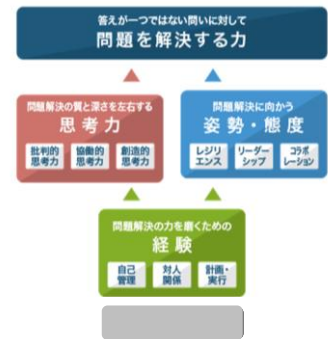 答えが一つではない問いに対して
問題を解決する力
問題解決の質と深さを左右する
思考力
批判的
思考力
協働的
思考力
創造的
思考力
問題解決に向かう
姿勢・態度
レジリ
エンス
リーダー
シップ
コラボ
レーション
問題解決の力を磨くための
経験
自己
管理
対人
関係
計画・
実行